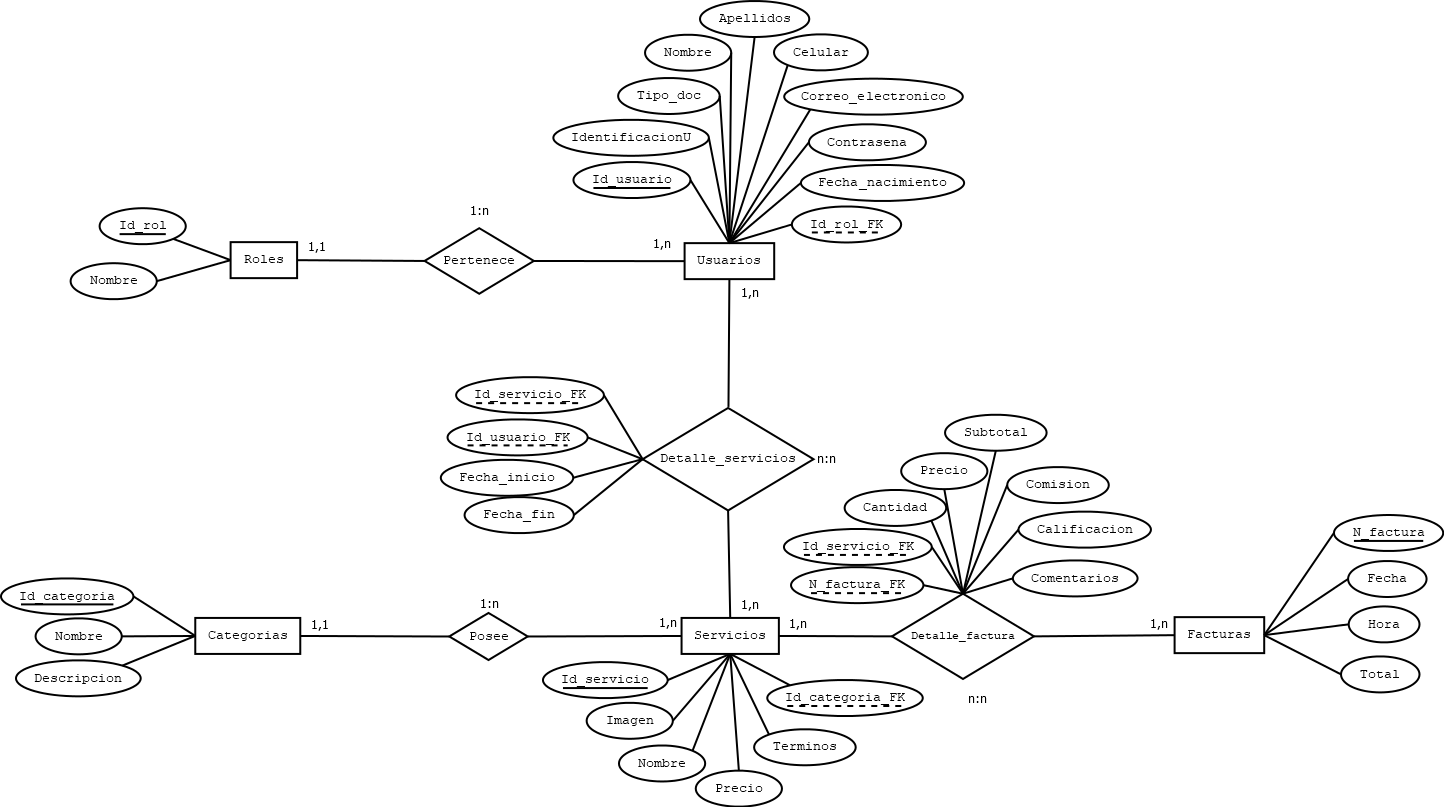 Apellidos
Nombre
Celular
Tipo_doc
Correo_electronico
IdentificacionU
Contrasena
Id_usuario
Fecha_nacimiento
Id_rol_FK
Id_rol
Nombre
Roles
1,1
1:n
Pertenece
1,n
Usuarios
1,n
Id_servicio_FK
Id_usuario_FK
Fecha_inicio
Fecha_fin
Detalle_servicios
n:n
Subtotal
Precio
Comision
Cantidad
Calificacion
Id_servicio_FK
Comentarios
N_factura_FK
N_factura
Fecha
Hora
Total
Id_categoria
Nombre
Descripcion
Categorias
1,1
1:n
Posee
1,n
1,n
Servicios
1,n
Detalle_factura
n:n
1,n
Facturas
Id_servicio
Id_categoria_FK
Imagen
Terminos
Nombre
Precio